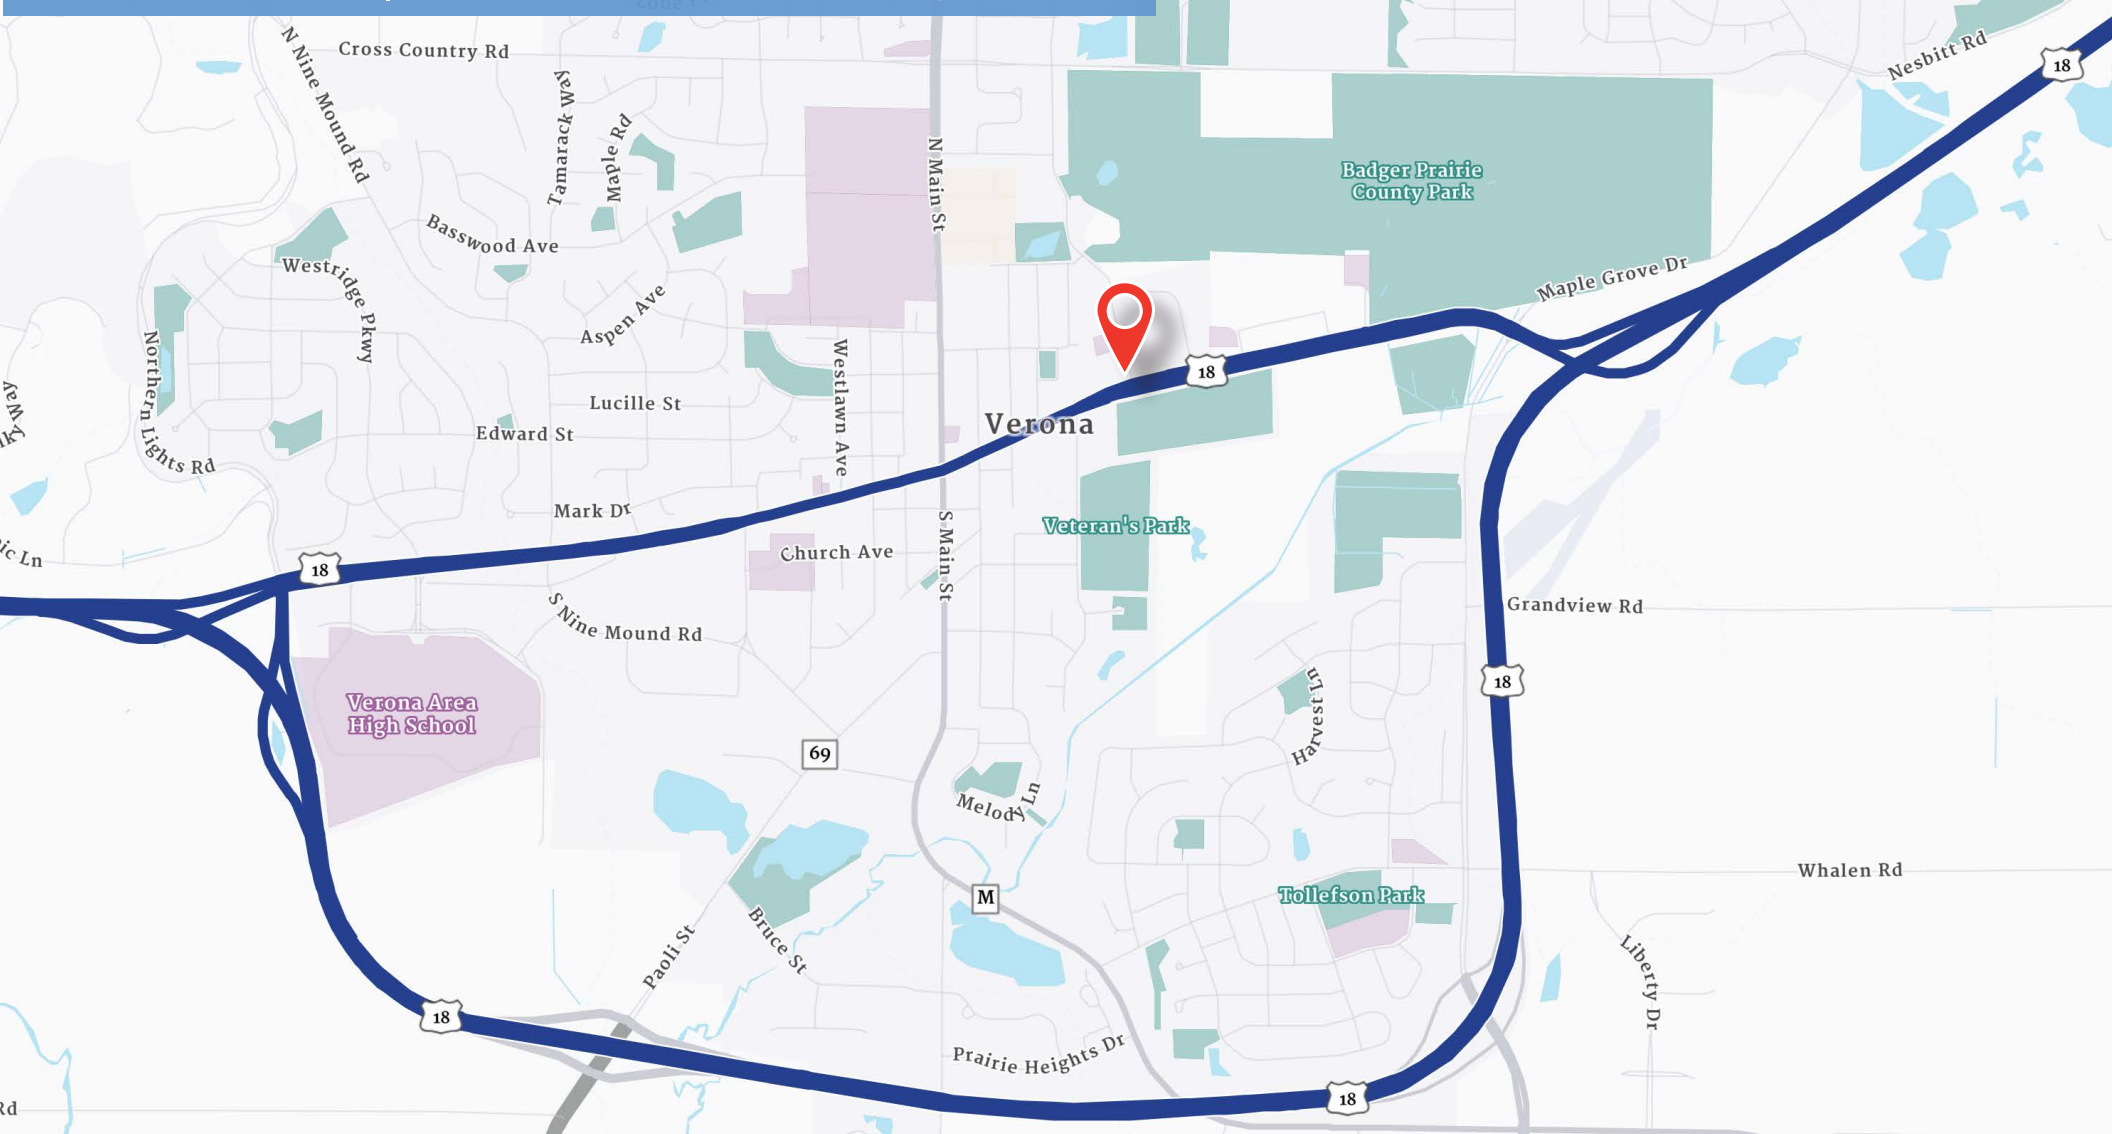 Cross Country Rd
N Nine Mound Rd
Tamarack Way
Maple Rd
N Main St
Nesbitt Rd
18
Badger Prairie
County Park
Basswood Ave
Westridge Pkwy
Maple Grove Dr
Aspen Ave
Northern Lights Rd
Westlawn Ave
18
Way
Lucille St
Verona
Edward St
Mark Dr
Veteran's Park
S Main St
Church Ave
18
Ln
S Nine Mound Rd
Grandview Rd
18
Verona Area
High School
Harvest Ln
69
Melody Ln
M
Tollefson Park
Whalen Rd
Bruce St
Paoli St
Liberty Dr
18
Prairie Heights Dr
18
Rd